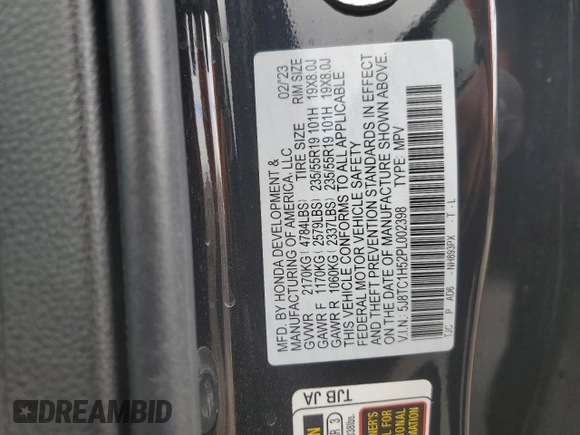 MFD. BY HONDA DEVELOPMENT & 02/'23
MANUFACTURING OF AMERICA, LLC
TIRE SIZE RIM SIZE
GVWR 2170KG ( 4784LBS)
GAWR F 1170KG ( 2579LBS) 235/55R19 101H 19X8.0J
GAWR R 1060KG ( 2337LBS) 235/55R19 101H 19X8.0J
THIS VEHICLE CONFORMS TO ALL APPLICABLE
FEDERAL MOTOR VEHICLE SAFETY
AND THEFT PREVENTION STANDARDS IN EFFECT
ON THE DATE OF MANUFACTURE SHOWN ABOVE.
V.I.N: 5J8TC1H52PL002398 TYPE: MPV
TJC P A06 NH893PX - T - L
TJB JA
DREAMBID